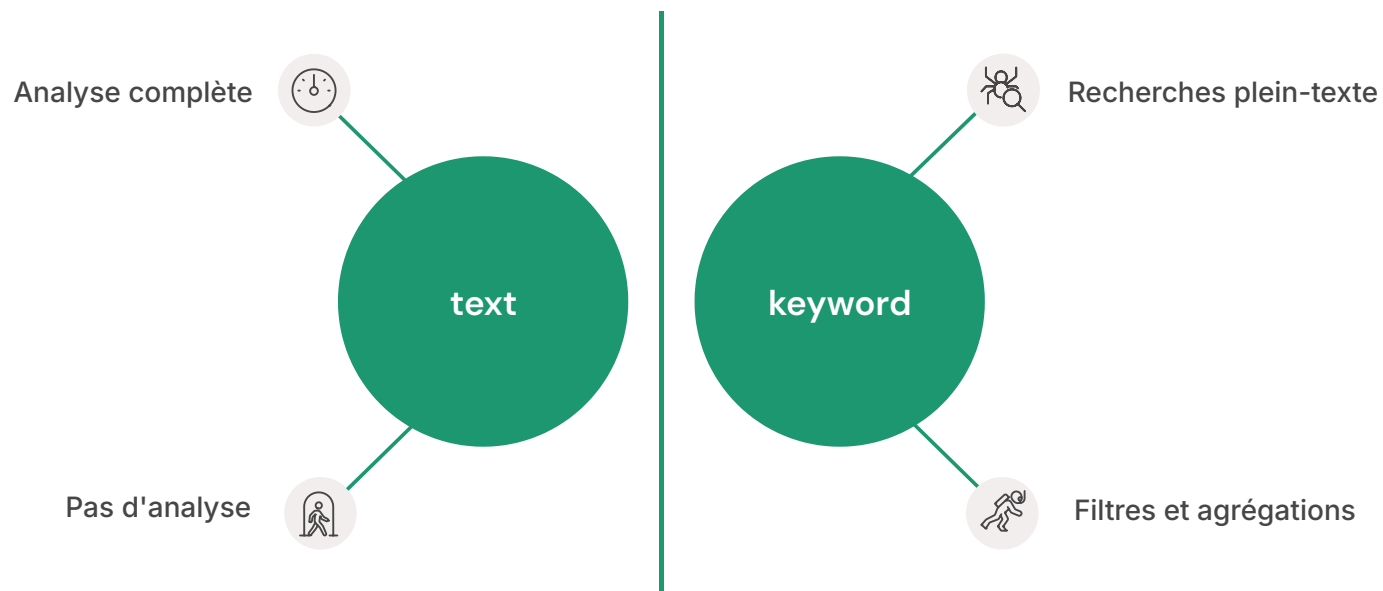 Analyse complète
Recherches plein-texte
text
keyword
Pas d'analyse
Filtres et agrégations